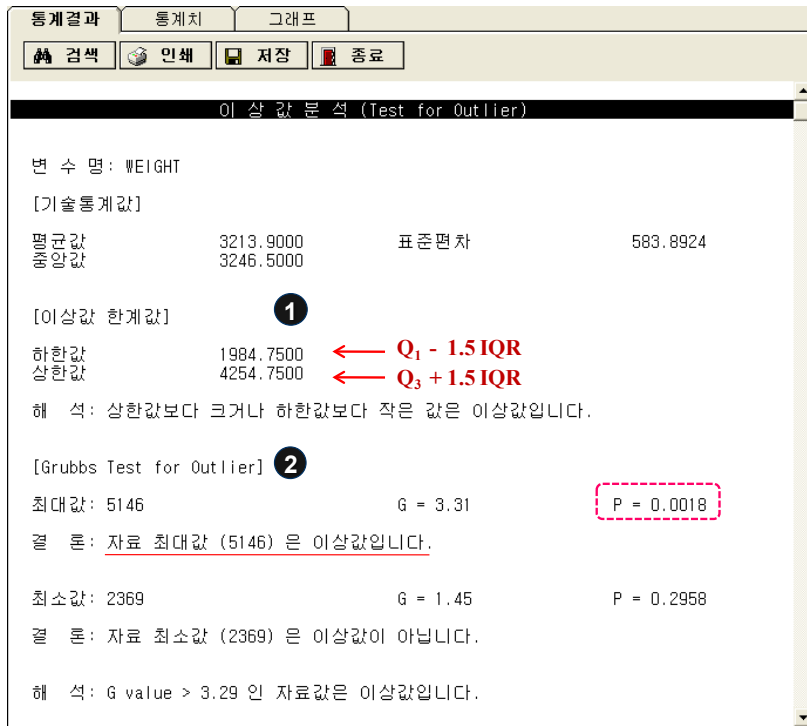 통계결과 통계치 그래프
검색 인쇄 저장 종료
이 상 값 분 석 (Test for Outlier)
변 수 명: WEIGHT
[기술통계값]
평균값 3213.9000 표준편차 583.8924
중앙값 3246.5000
[이상값 한계값] 1
하한값 1984.7500 Q₁ - 1.5 IQR
상한값 4254.7500 Q₃ + 1.5 IQR
해 석: 상한값보다 크거나 하한값보다 작은 값은 이상값입니다.
[Grubbs Test for Outlier] 2
최대값: 5146 G = 3.31 P = 0.0018
결 론: 자료 최대값 (5146) 은 이상값입니다.
최소값: 2369 G = 1.45 P = 0.2958
결 론: 자료 최소값 (2369) 은 이상값이 아닙니다.
해 석: G value > 3.29 인 자료값은 이상값입니다.